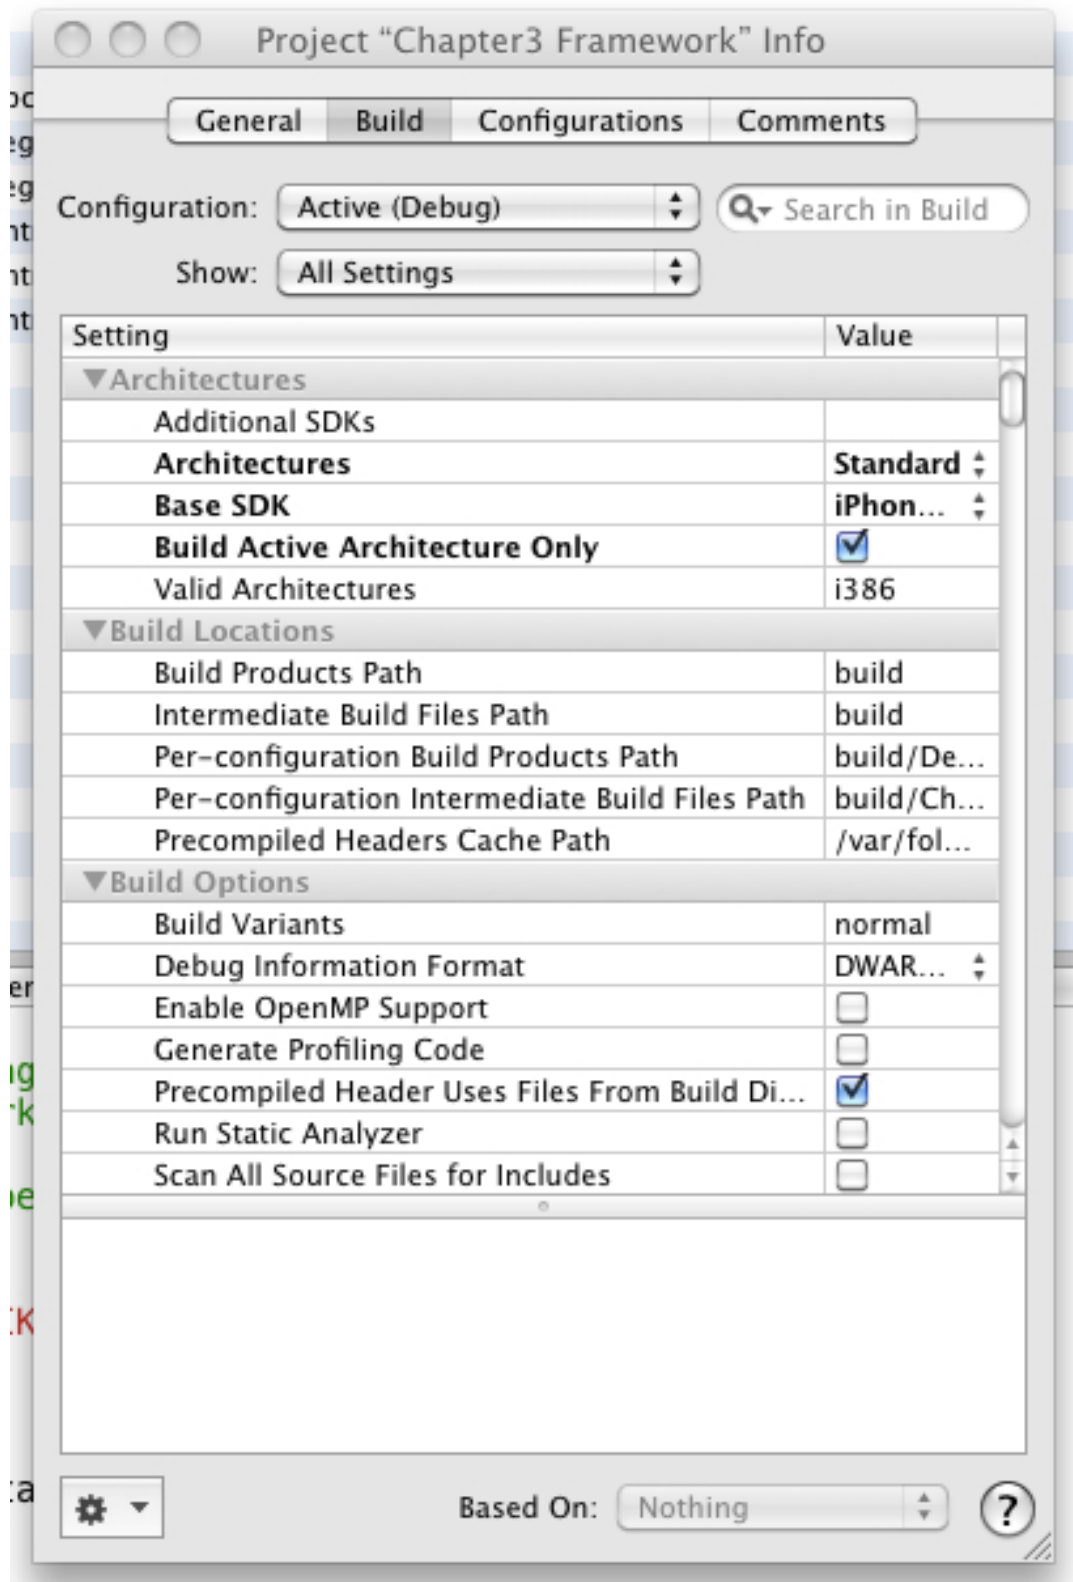 Project “Chapter3 Framework” Info
General Build Configurations Comments
Configuration: Active (Debug) Search in Build
Show: All Settings
Setting Value
Architectures
Additional SDKs
Architectures Standard
Base SDK iPhon...
Build Active Architecture Only
Valid Architectures i386
Build Locations
Build Products Path build
Intermediate Build Files Path build
Per-configuration Build Products Path build/De...
Per-configuration Intermediate Build Files Path build/Ch...
Precompiled Headers Cache Path /var/fol...
Build Options
Build Variants normal
Debug Information Format DWAR...
Enable OpenMP Support
Generate Profiling Code
Precompiled Header Uses Files From Build Di...
Run Static Analyzer
Scan All Source Files for Includes
Based On: Nothing ?